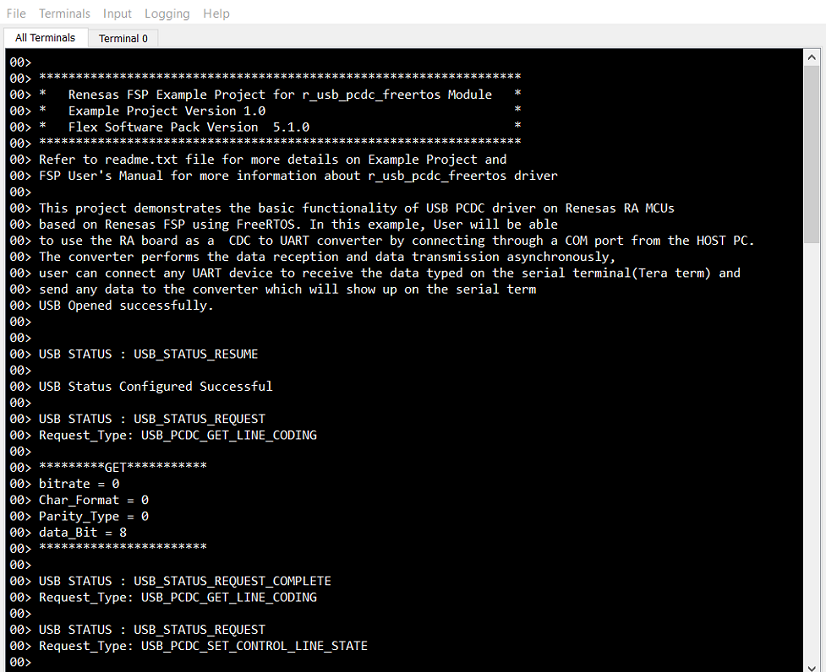 File Terminals Input Logging Help
All Terminals Terminal 0
00>
00> ******************************************************************
00> *   Renesas FSP Example Project for r_usb_pcdc_freertos Module   *
00> *   Example Project Version 1.0                                  *
00> *   Flex Software Pack Version  5.1.0                            *
00> ******************************************************************
00> Refer to readme.txt file for more details on Example Project and
00> FSP User's Manual for more information about r_usb_pcdc_freertos driver
00>
00> This project demonstrates the basic functionality of USB PCDC driver on Renesas RA MCUs
00> based on Renesas FSP using FreeRTOS. In this example, User will be able
00> to use the RA board as a  CDC to UART converter by connecting through a COM port from the HOST PC.
00> The converter performs the data reception and data transmission asynchronously,
00> user can connect any UART device to receive the data typed on the serial terminal(Tera term) and
00> send any data to the converter which will show up on the serial term
00> USB Opened successfully.
00>
00>
00> USB STATUS : USB_STATUS_RESUME
00>
00> USB Status Configured Successful
00>
00> USB STATUS : USB_STATUS_REQUEST
00> Request_Type: USB_PCDC_GET_LINE_CODING
00>
00> *********GET***********
00> bitrate = 0
00> Char_Format = 0
00> Parity_Type = 0
00> data_Bit = 8
00> ***********************
00>
00> USB STATUS : USB_STATUS_REQUEST_COMPLETE
00> Request_Type: USB_PCDC_GET_LINE_CODING
00>
00> USB STATUS : USB_STATUS_REQUEST
00> Request_Type: USB_PCDC_SET_CONTROL_LINE_STATE
00>